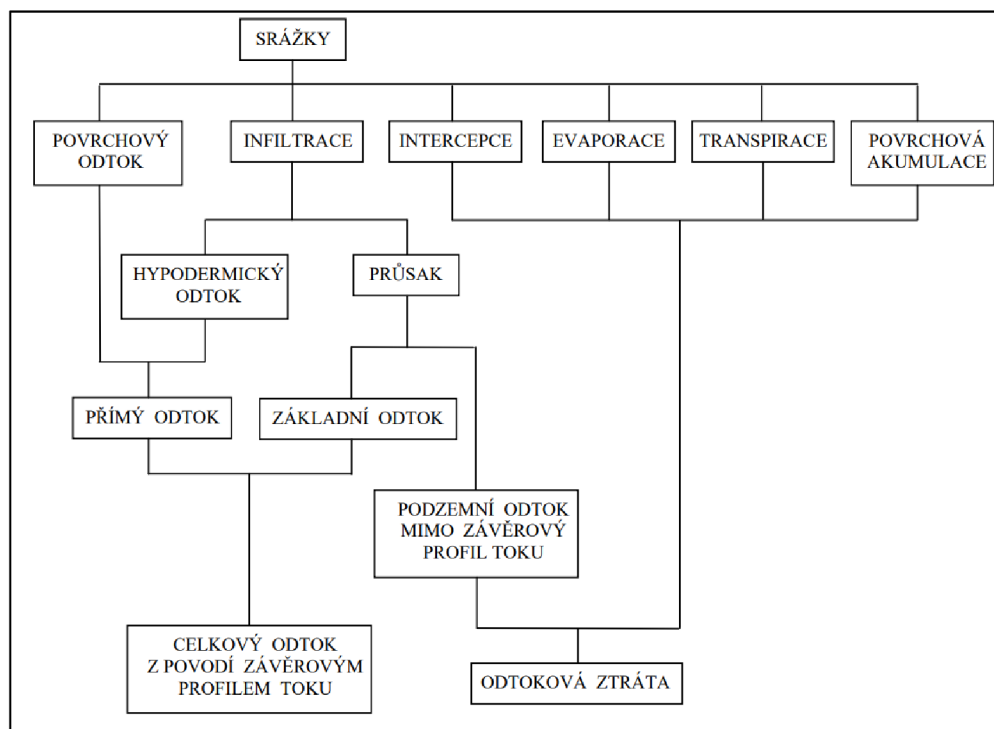 SRÁŽKY
POVRCHOVÝ
ODTOK
INFILTRACE
INTERCEPCE
EVAPORACE
TRANSPIRACE
POVRCHOVÁ
AKUMULACE
HYPODERMICKÝ
ODTOK
PRŮSAK
PŘÍMÝ ODTOK
ZÁKLADNÍ ODTOK
PODZEMNÍ ODTOK
MIMO ZÁVĚROVÝ
PROFIL TOKU
CELKOVÝ ODTOK
Z POVODÍ ZÁVĚROVÝM
PROFILEM TOKU
ODTOKOVÁ ZTRÁTA